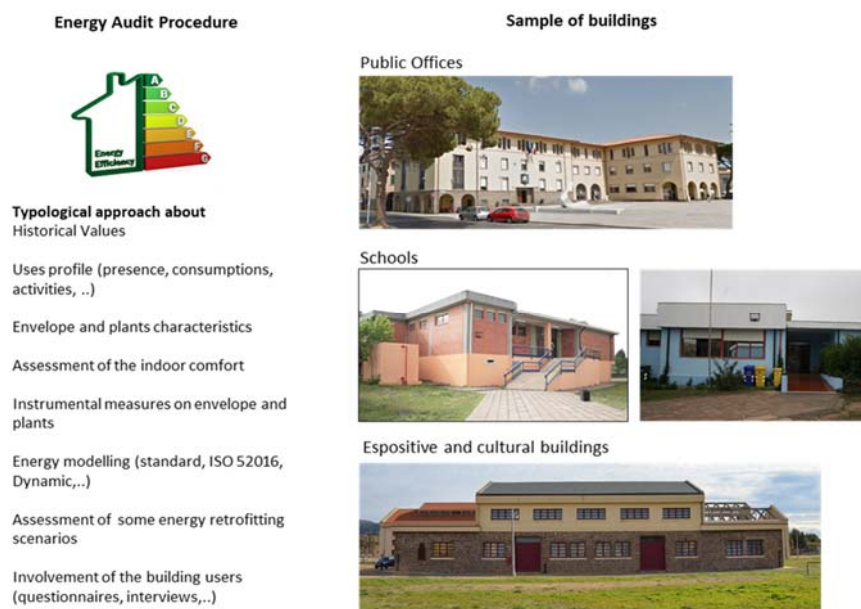 Energy Audit Procedure
A
B
C
D
E
F
G
Energy
Efficiency
Typological approach about
Historical Values
Uses profile (presence, consumptions,
activities, ..)
Envelope and plants characteristics
Assessment of the indoor comfort
Instrumental measures on envelope and
plants
Energy modelling (standard, ISO 52016,
Dynamic,..)
Assessment of  some energy retrofitting
scenarios
Involvement of the building users
(questionnaires, interviews,..)
Sample of buildings
Public Offices
Schools
Espositive and cultural buildings